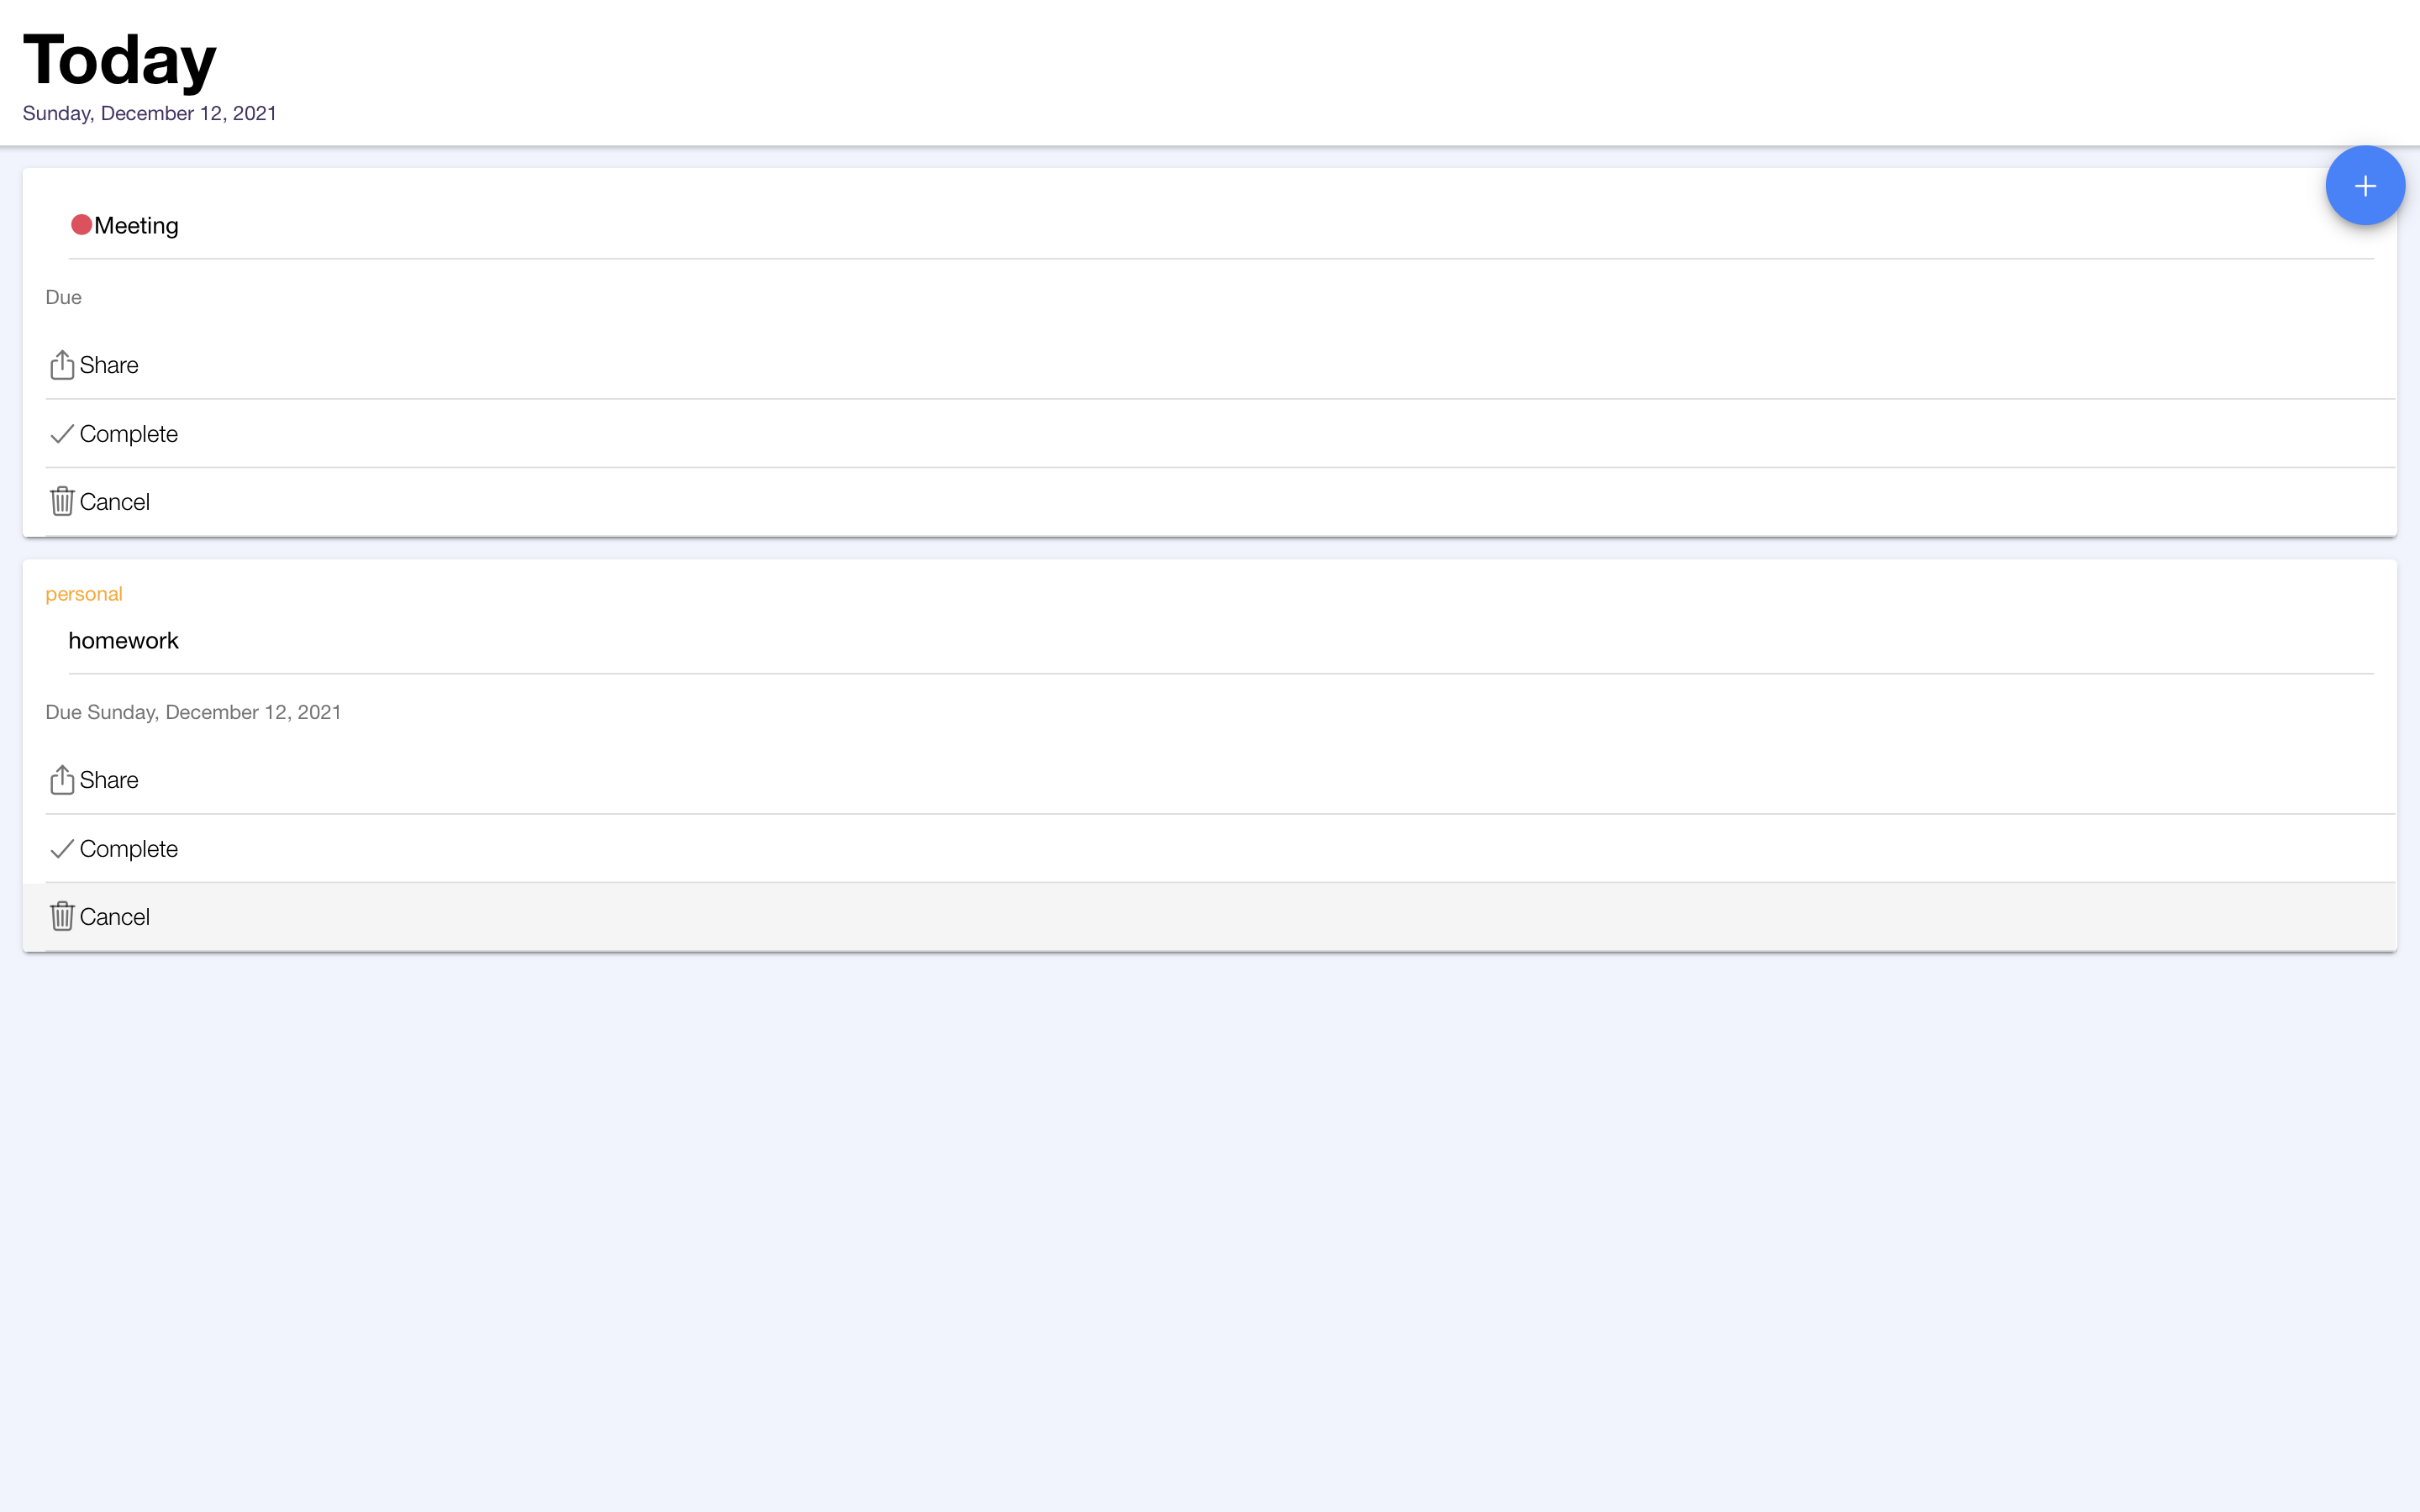 Today
Sunday, December 12, 2021
Meeting
Due
Share
Complete
Cancel
personal
homework
Due Sunday, December 12, 2021
Share
Complete
Cancel